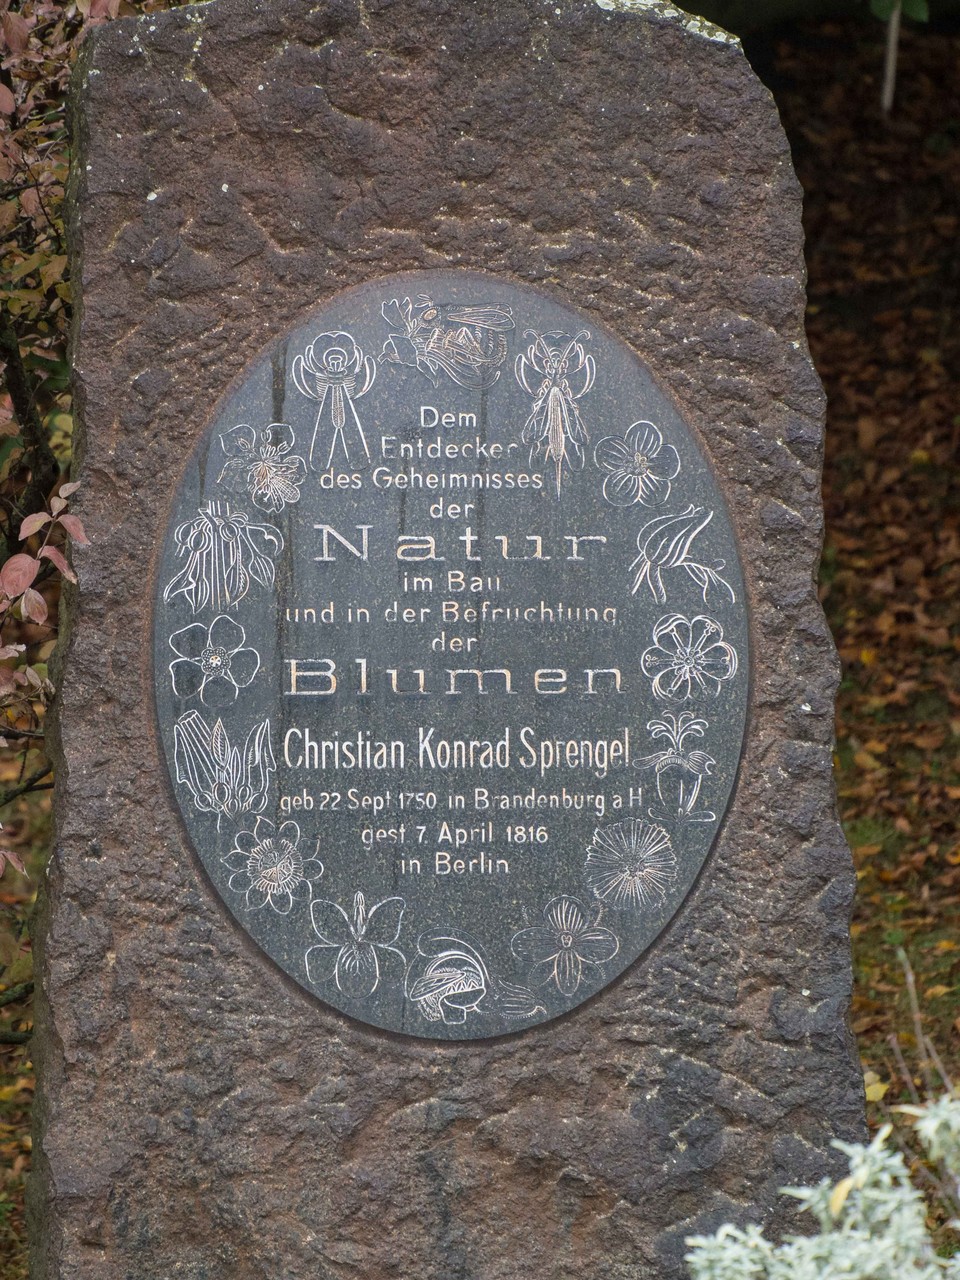 Dem
Entdecker
des Geheimnisses
der
Natur
im Bau
und in der Befruchtung
der
Blumen
Christian Konrad Sprengel
geb 22 Sept 1750 in Brandenburg a H
gest 7. April 1816
in Berlin